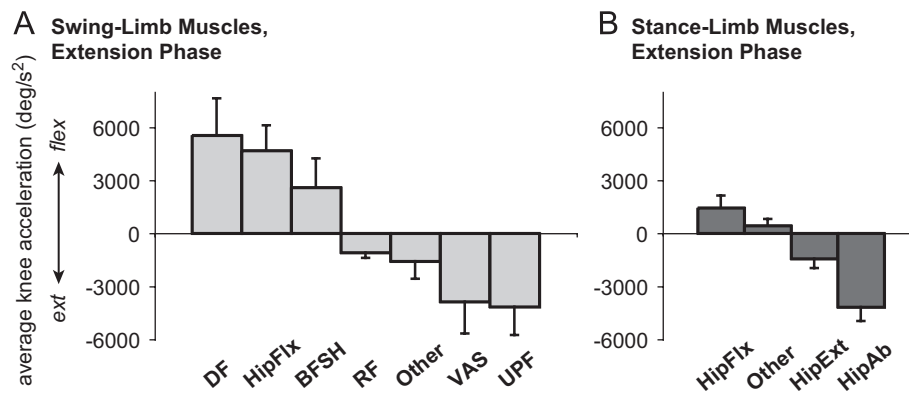 A Swing-Limb Muscles,
Extension Phase
average knee acceleration (deg/s²)
ext flex
6000
3000
0
-3000
-6000
DF HipFlx BFSH RF Other VAS UPF
B Stance-Limb Muscles,
Extension Phase
6000
3000
0
-3000
-6000
HipFlx Other HipExt HipAb